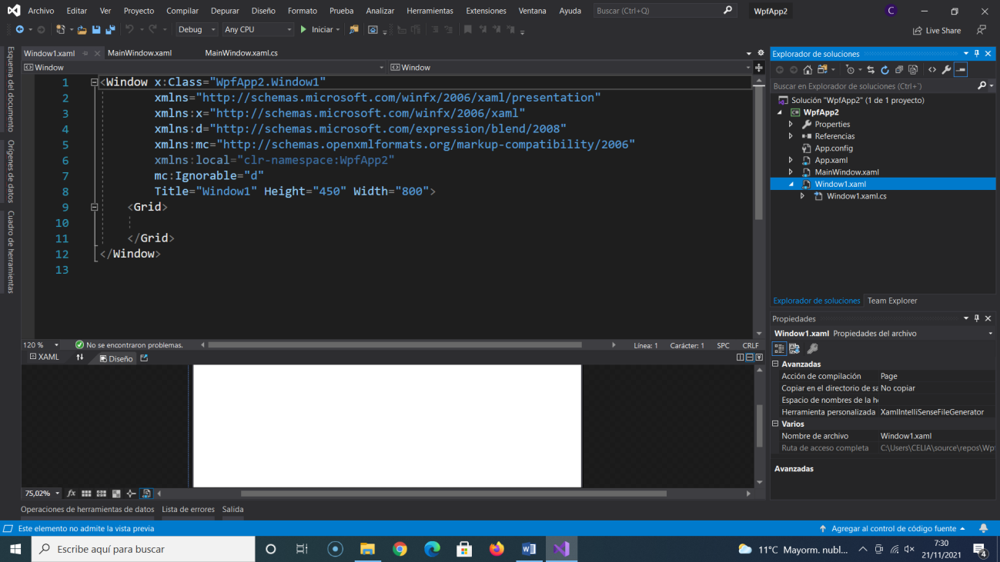 Archivo Editar Ver Proyecto Compilar Depurar Diseño Formato Prueba Analizar Herramientas Extensiones Ventana Ayuda Buscar (Ctrl+Q) WpfApp2 C
Debug Any CPU Iniciar Live Share
Esquema del documento
Orígenes de datos
Cuadro de herramientas
Window1.xaml MainWindow.xaml MainWindow.xaml.cs
Window Window
1 <Window x:Class="WpfApp2.Window1"
2 xmlns="http://schemas.microsoft.com/winfx/2006/xaml/presentation"
3 xmlns:x="http://schemas.microsoft.com/winfx/2006/xaml"
4 xmlns:d="http://schemas.microsoft.com/expression/blend/2008"
5 xmlns:mc="http://schemas.openxmlformats.org/markup-compatibility/2006"
6 xmlns:local="clr-namespace:WpfApp2"
7 mc:Ignorable="d"
8 Title="Window1" Height="450" Width="800">
9 <Grid>
10
11 </Grid>
12 </Window>
13
120 % No se encontraron problemas. Línea: 1 Carácter: 1 SPC CRLF
XAML Diseño
75,02% fx
Operaciones de herramientas de datos Lista de errores Salida
Explorador de soluciones
Buscar en Explorador de soluciones (Ctrl+`)
Solución "WpfApp2" (1 de 1 proyecto)
WpfApp2
Properties
Referencias
App.config
App.xaml
MainWindow.xaml
Window1.xaml
Window1.xaml.cs
Explorador de soluciones Team Explorer
Propiedades
Window1.xaml Propiedades del archivo
Avanzadas
Acción de compilación Page
Copiar en el directorio de sa No copiar
Espacio de nombres de la he
Herramienta personalizada XamlIntelliSenseFileGenerator
Varios
Nombre de archivo Window1.xaml
Ruta de acceso completa C:\Users\CELIA\source\repos\Wp
Avanzadas
Este elemento no admite la vista previa Agregar al control de código fuente
Escribe aquí para buscar 11°C Mayorm. nubl... 7:30
21/11/2021 4